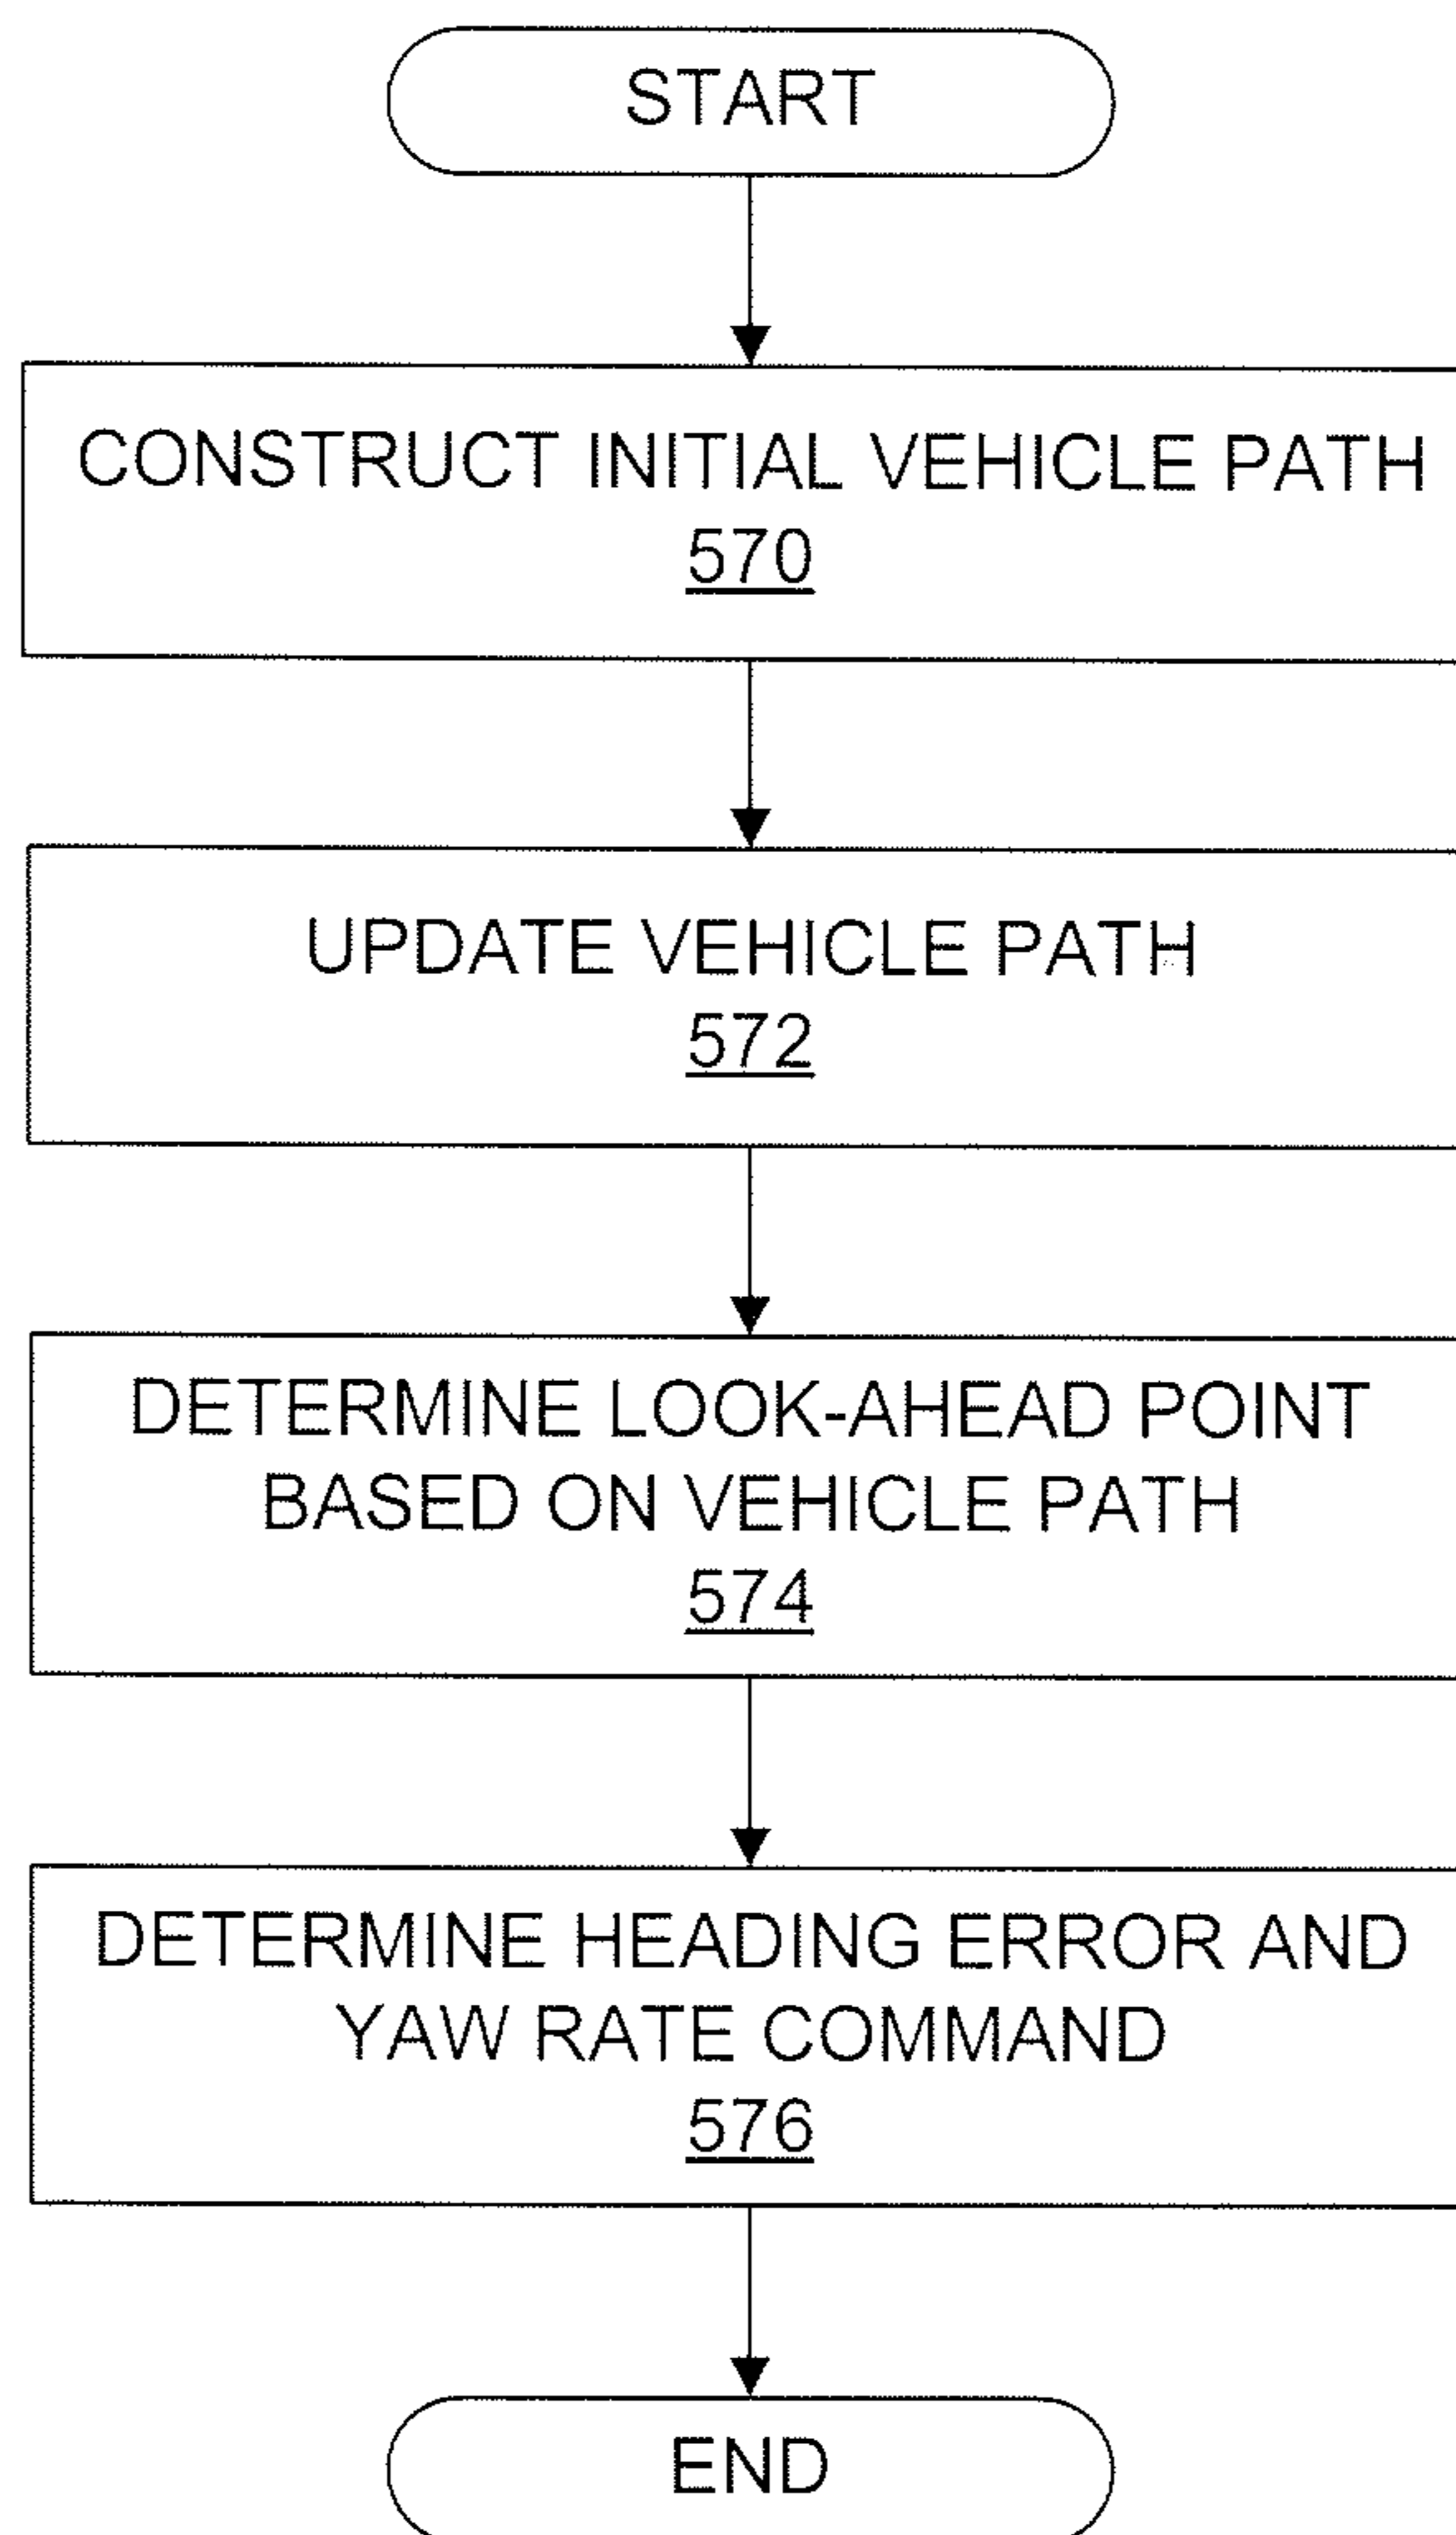 START
CONSTRUCT INITIAL VEHICLE PATH
570
UPDATE VEHICLE PATH
572
DETERMINE LOOK-AHEAD POINT
BASED ON VEHICLE PATH
574
DETERMINE HEADING ERROR AND
YAW RATE COMMAND
576
END